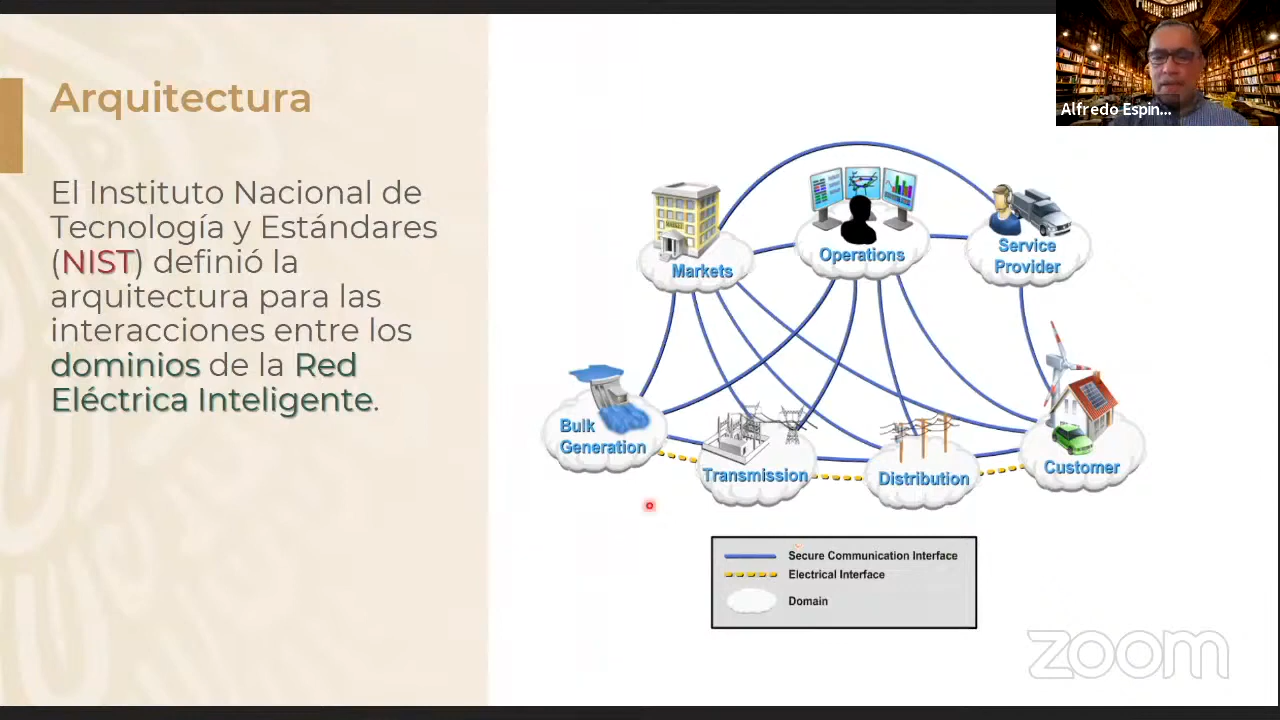 Arquitectura
El Instituto Nacional de
Tecnología y Estándares
(NIST) definió la
arquitectura para las
interacciones entre los
dominios de la Red
Eléctrica Inteligente.
Alfredo Espin...
Markets
Operations
Service
Provider
Bulk
Generation
Transmission
Distribution
Customer
Secure Communication Interface
Electrical Interface
Domain
zoom